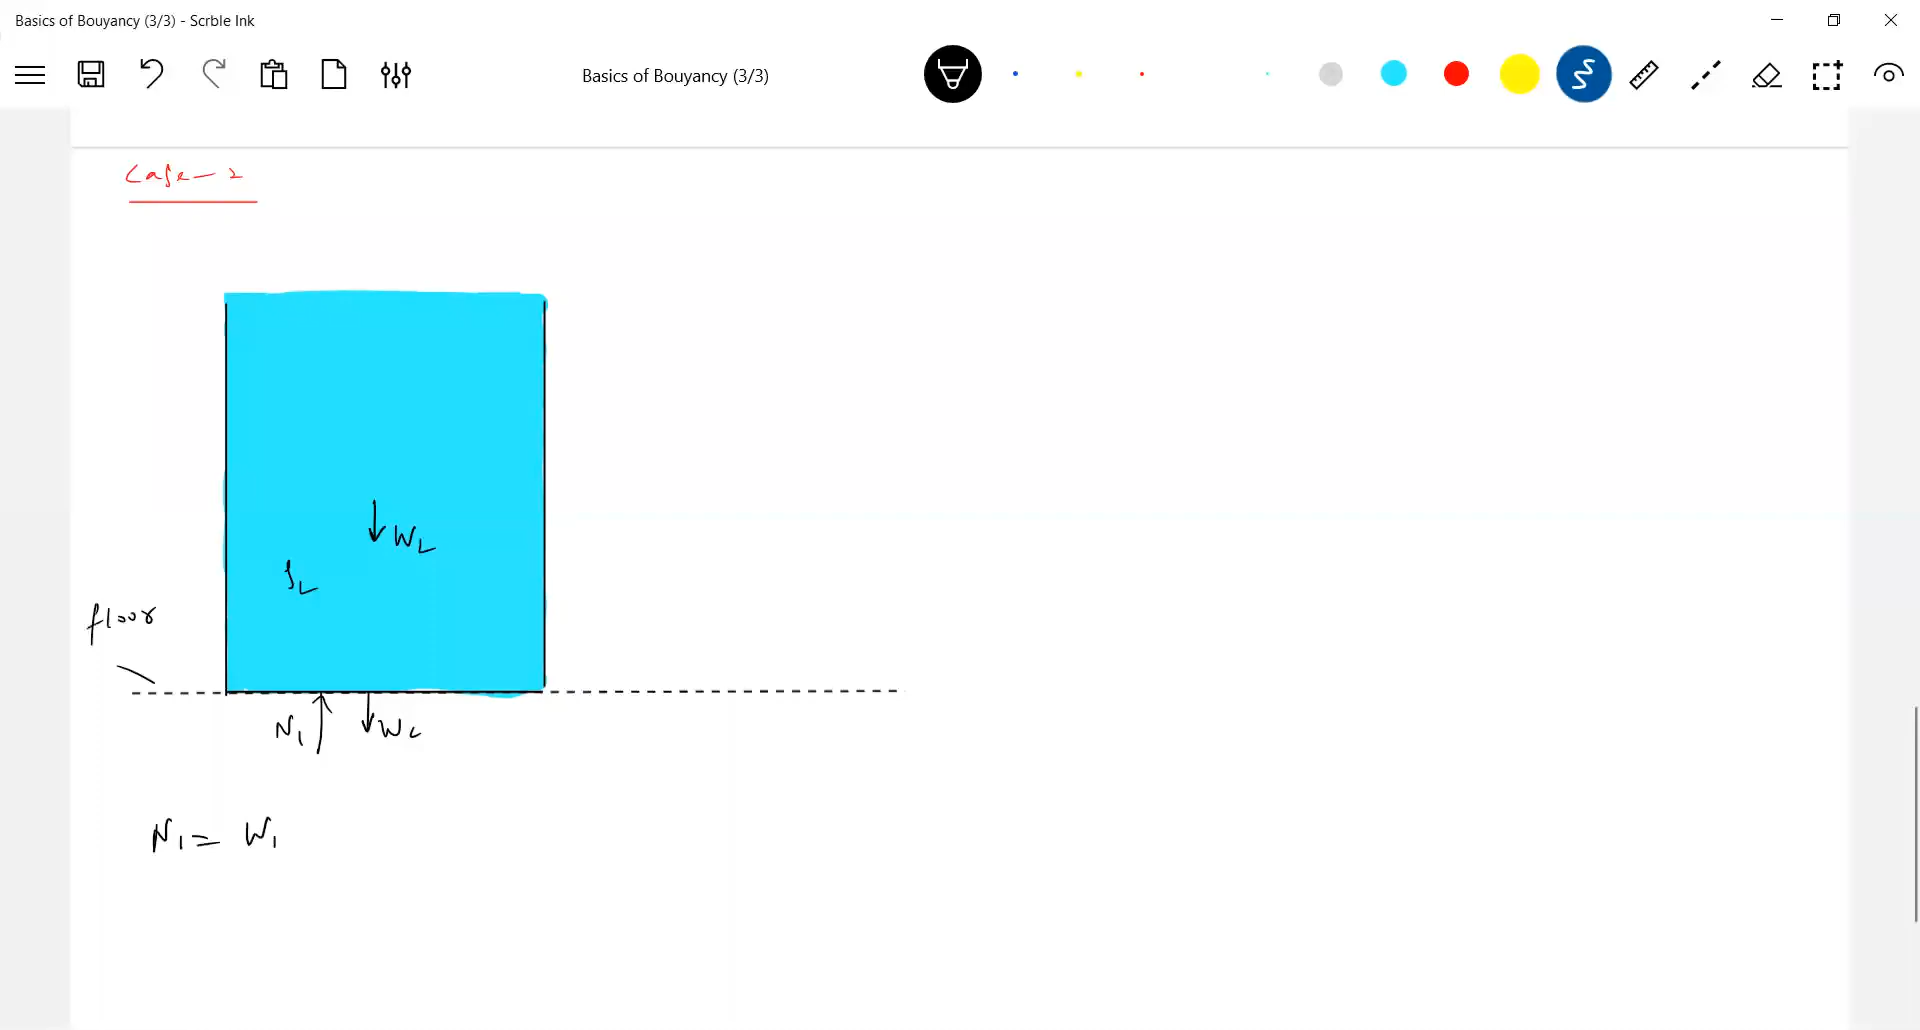 Basics of Bouyancy (3/3) - Scrble Ink
Basics of Bouyancy (3/3)
Case-2
W_L
ρ_L
floor
N_1 W_c
N_1 = W_1